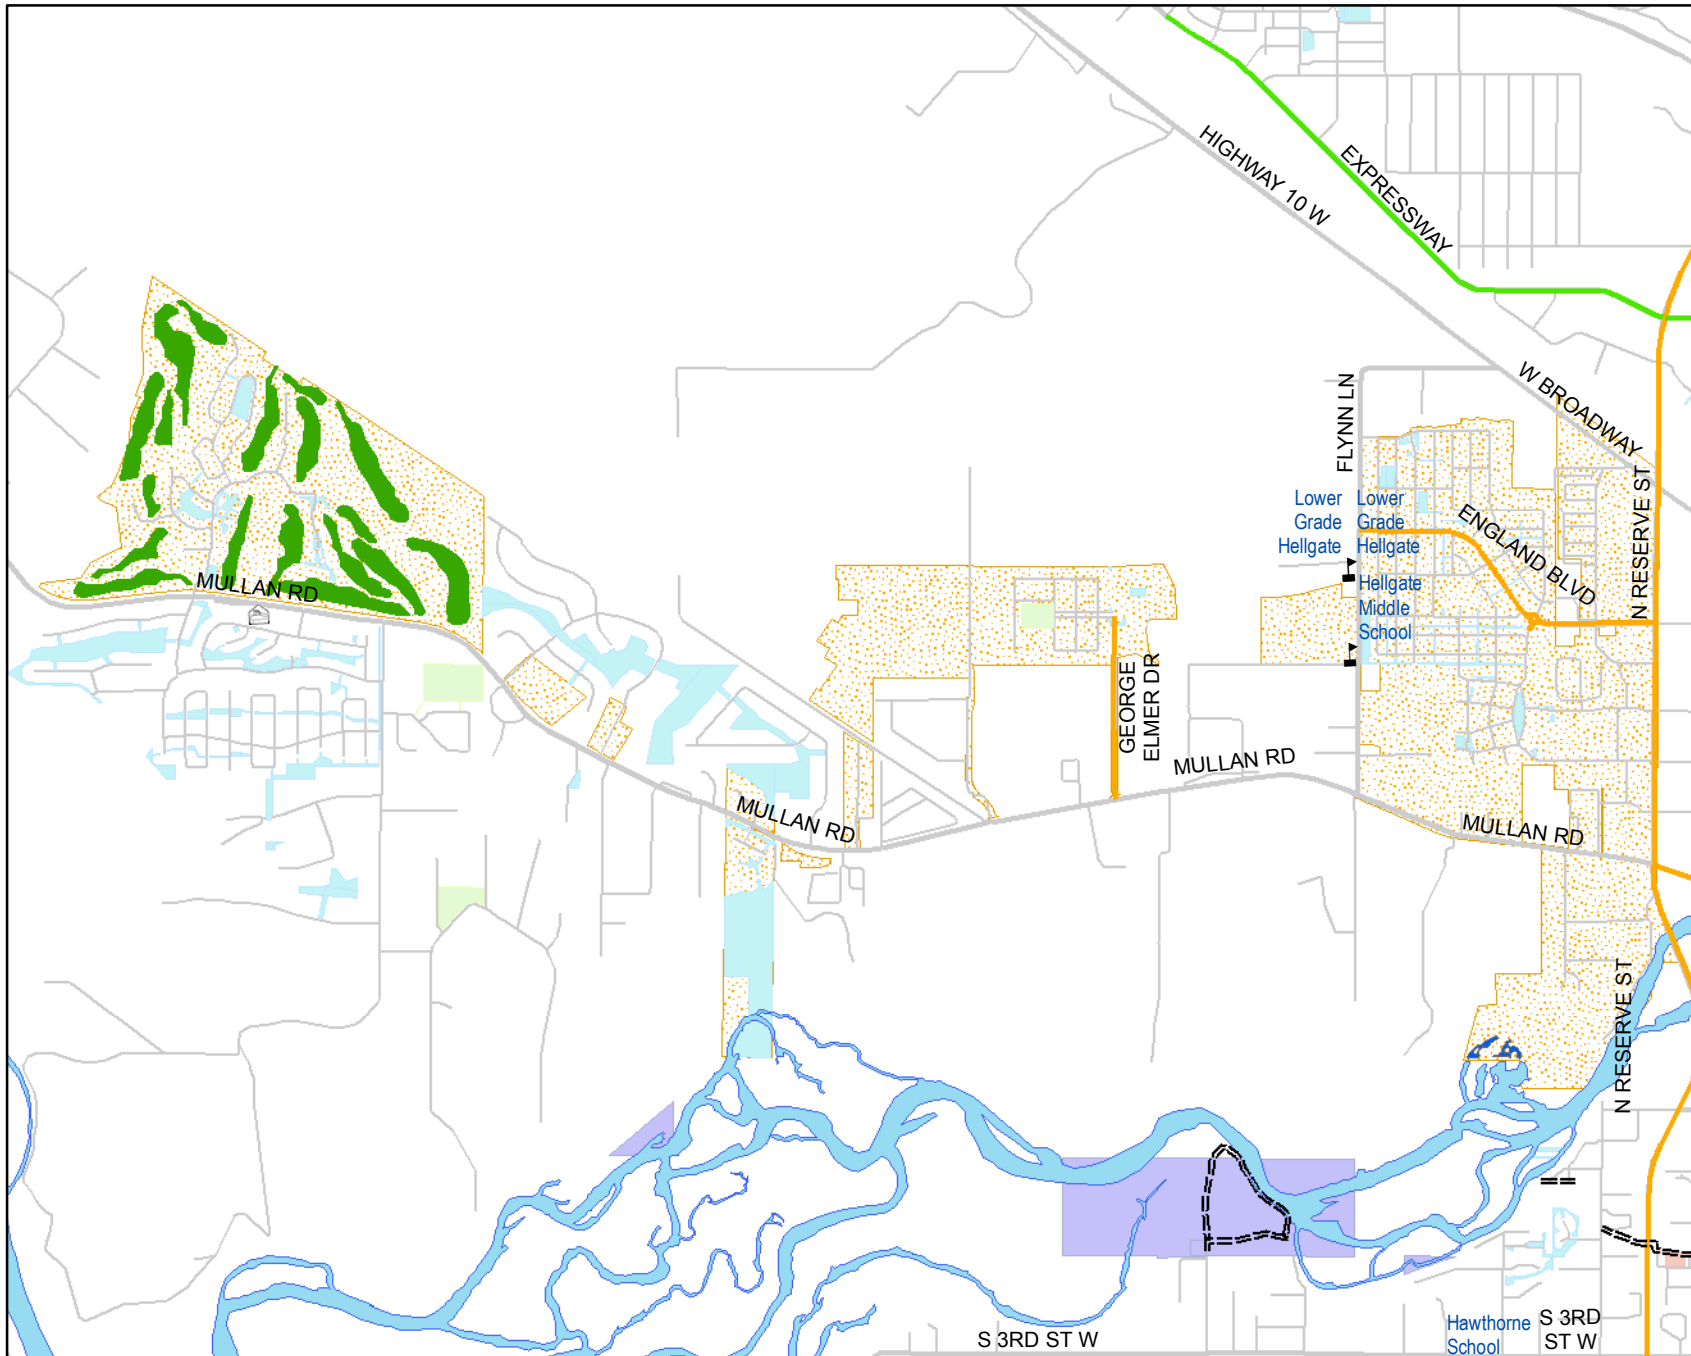 HIGHWAY 10 W
EXPRESSWAY
W BROADWAY
FLYNN LN
N RESERVE ST
Lower
Grade
Hellgate
Lower
Grade
Hellgate
ENGLAND BLVD
Hellgate
Middle
School
MULLAN RD
GEORGE
ELMER DR
MULLAN RD
MULLAN RD
MULLAN RD
N RESERVE ST
S 3RD ST W
Hawthorne
School
S 3RD
ST W